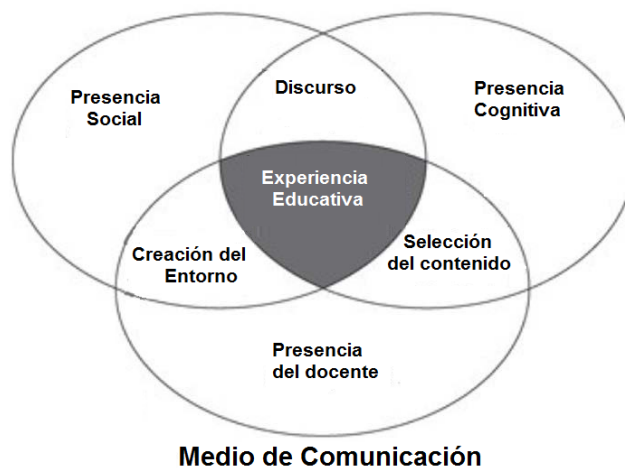 Presencia
Social
Discurso
Presencia
Cognitiva
Experiencia
Educativa
Creación del
Entorno
Selección
del contenido
Presencia
del docente
Medio de Comunicación